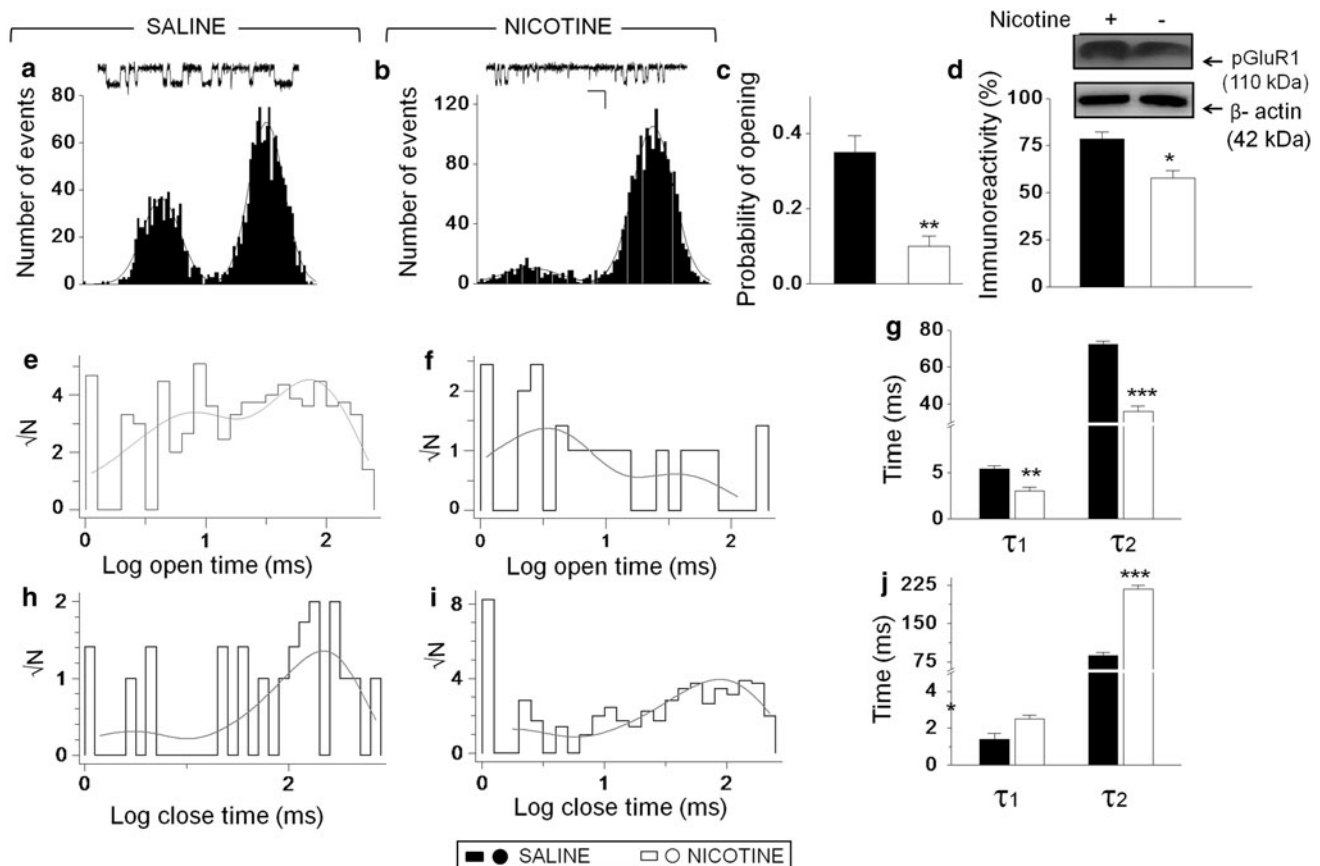 SALINE
NICOTINE
a
Number of events
80
60
40
20
0
b
Number of events
120
80
40
0
c
Probability of opening
0.4
0.2
0.0
**
d
Nicotine + -
pGluR1
(110 kDa)
β- actin
(42 kDa)
Immunoreactivity (%)
100
75
50
25
0
*
e
√N
4
2
0
0 1 2
Log open time (ms)
f
√N
2
1
0
0 1 2
Log open time (ms)
g
Time (ms)
80
60
40
5
0
**
***
τ1 τ2
h
√N
2
1
0
0 2
Log close time (ms)
i
√N
8
4
0
0 1 2
Log close time (ms)
j
Time (ms)
225
150
75
4
2
0
*
***
τ1 τ2
SALINE NICOTINE